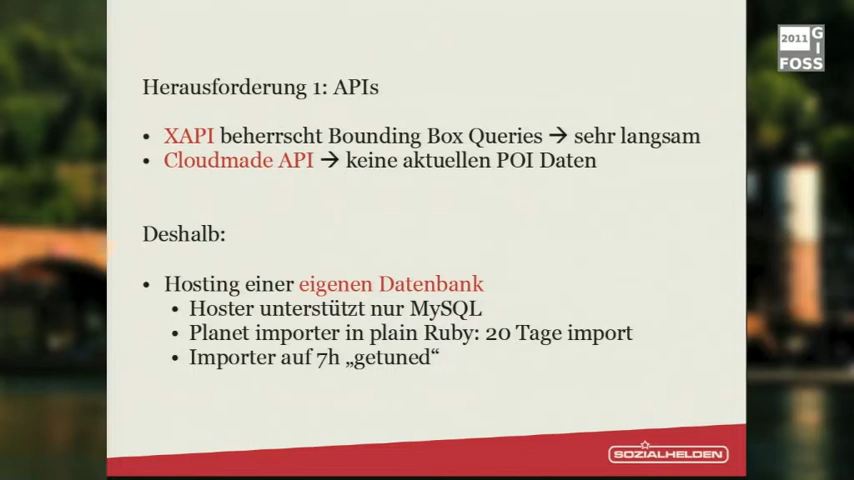 2011 G
I
FOSS
Herausforderung 1: APIs
• XAPI beherrscht Bounding Box Queries → sehr langsam
• Cloudmade API → keine aktuellen POI Daten
Deshalb:
• Hosting einer eigenen Datenbank
• Hoster unterstützt nur MySQL
• Planet importer in plain Ruby: 20 Tage import
• Importer auf 7h „getuned“
SOZIALHELDEN